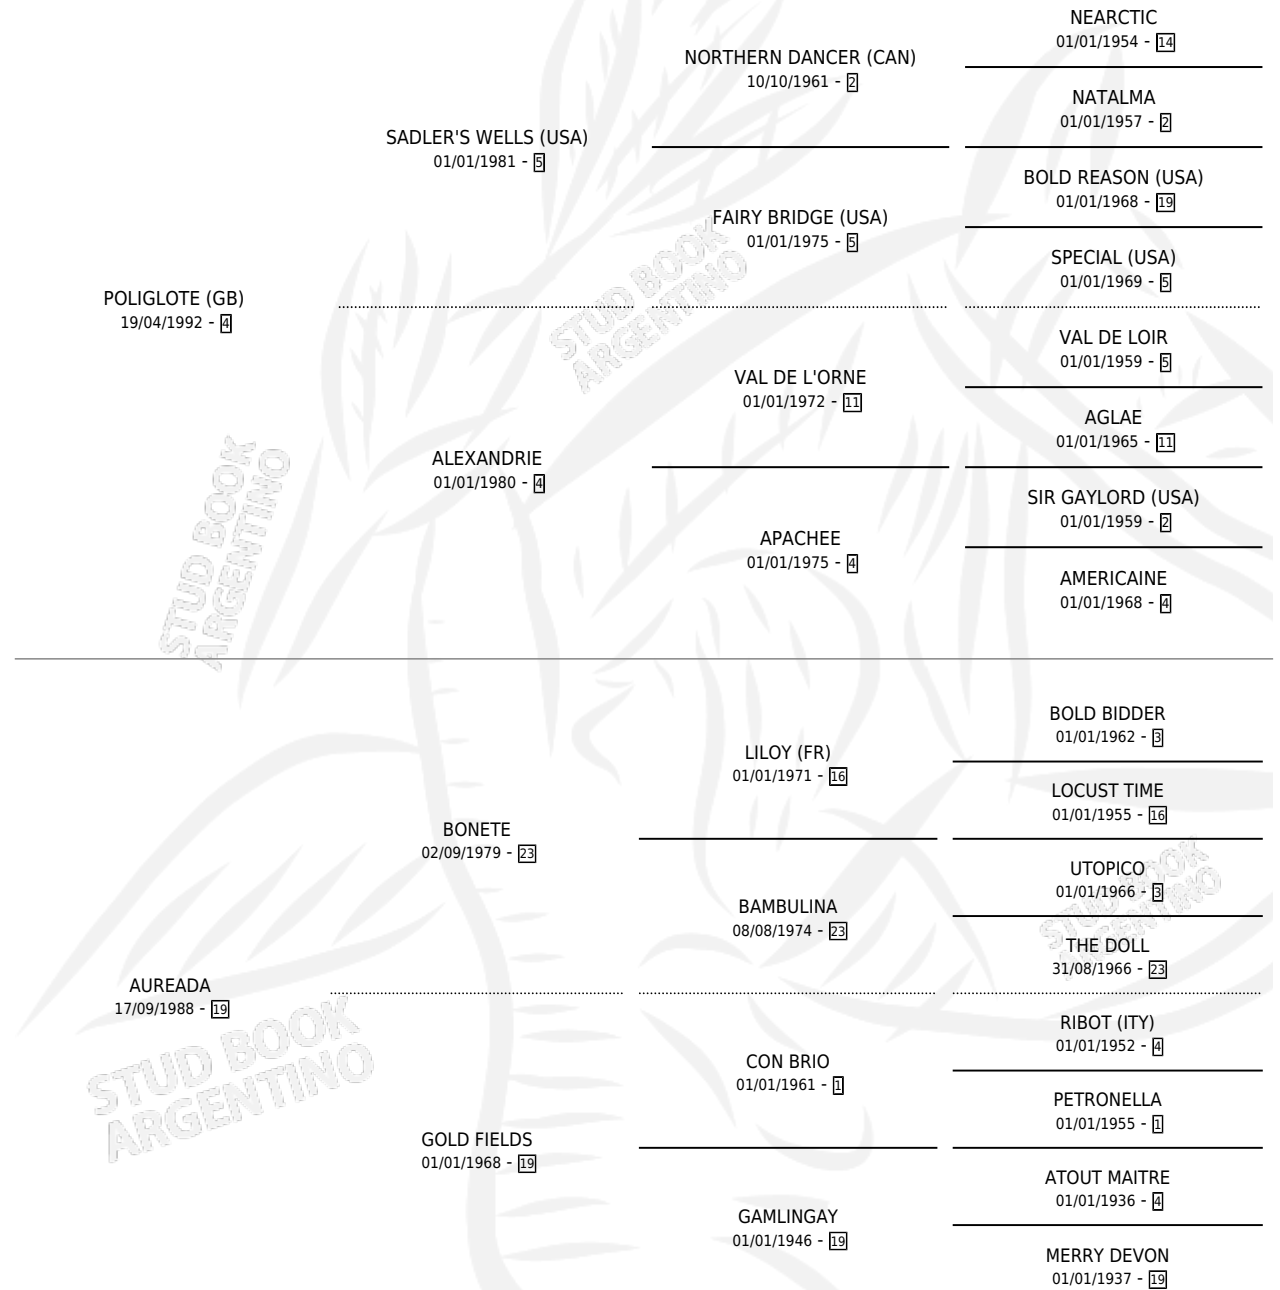 NEARCTIC
01/01/1954 - 14
NORTHERN DANCER (CAN)
10/10/1961 - 2
NATALMA
01/01/1957 - 2
SADLER'S WELLS (USA)
01/01/1981 - 5
BOLD REASON (USA)
01/01/1968 - 19
FAIRY BRIDGE (USA)
01/01/1975 - 5
SPECIAL (USA)
01/01/1969 - 5
POLIGLOTE (GB)
19/04/1992 - 4
STUD BOOK
ARGENTINO
VAL DE LOIR
01/01/1959 - 5
VAL DE L'ORNE
01/01/1972 - 11
AGLAE
01/01/1965 - 11
ALEXANDRIE
01/01/1980 - 4
SIR GAYLORD (USA)
01/01/1959 - 2
APACHEE
01/01/1975 - 4
AMERICAINE
01/01/1968 - 4
STUD BOOK
ARGENTINO
BOLD BIDDER
01/01/1962 - 3
LILOY (FR)
01/01/1971 - 16
LOCUST TIME
01/01/1955 - 16
BONETE
02/09/1979 - 23
UTOPICO
01/01/1966 - 3
BAMBULINA
08/08/1974 - 23
THE DOLL
31/08/1966 - 23
STUD BOOK
ARGENTINO
AUREADA
17/09/1988 - 19
RIBOT (ITY)
01/01/1952 - 4
CON BRIO
01/01/1961 - 1
PETRONELLA
01/01/1955 - 1
STUD BOOK
ARGENTINO
GOLD FIELDS
01/01/1968 - 19
ATOUT MAITRE
01/01/1936 - 4
GAMLINGAY
01/01/1946 - 19
MERRY DEVON
01/01/1937 - 19